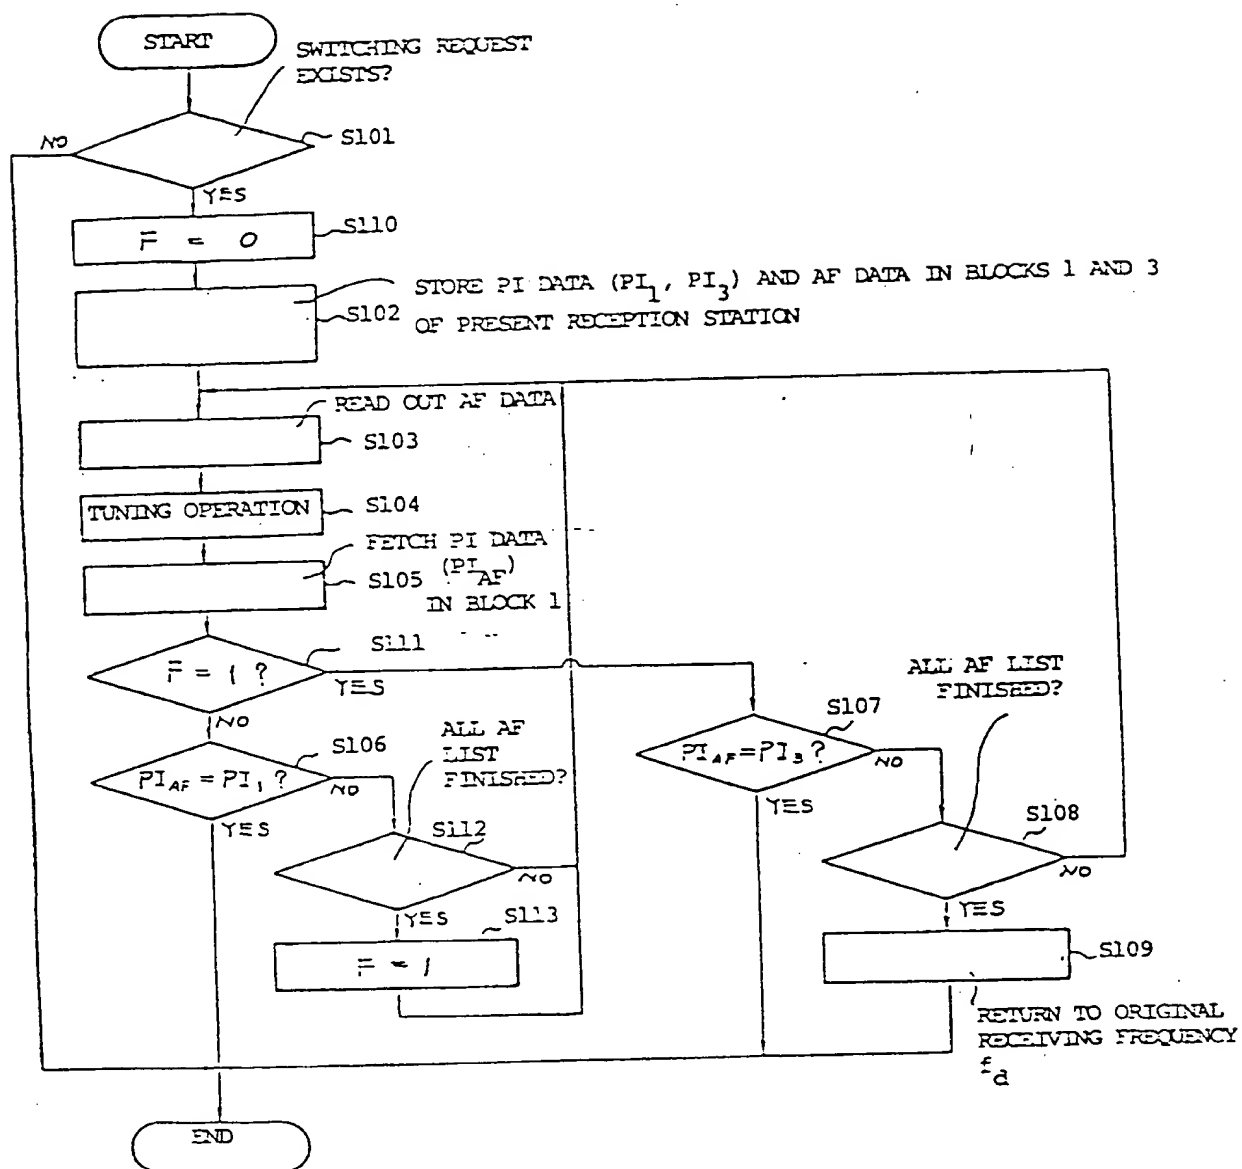 START
SWITCHING REQUEST
EXISTS?
NO
S101
YES
F = 0
S110
STORE PI DATA (PI1, PI3) AND AF DATA IN BLOCKS 1 AND 3
OF PRESENT RECEPTION STATION
S102
READ OUT AF DATA
S103
TUNING OPERATION
S104
FETCH PI DATA
(PIAF)
IN BLOCK 1
S105
S111
F = 1 ?
YES
NO
S106
PIAF = PI1 ?
NO
YES
ALL AF
LIST
FINISHED?
S112
NO
YES
S113
F = 1
S107
PIAF = PI3 ?
NO
YES
ALL AF LIST
FINISHED?
S108
NO
YES
S109
RETURN TO ORIGINAL
RECEIVING FREQUENCY
fd
END